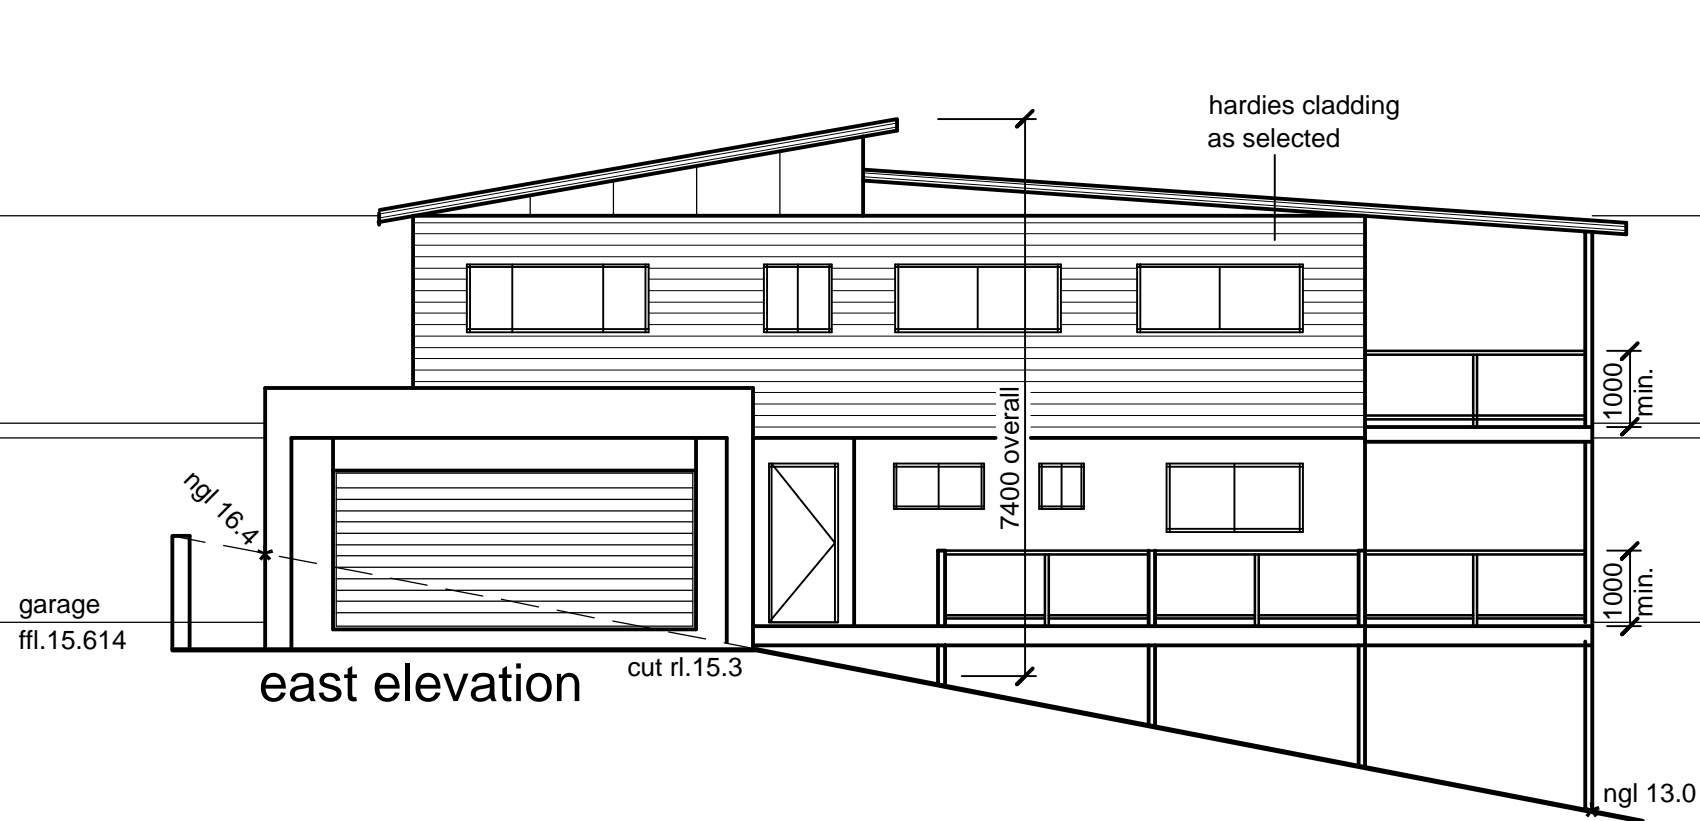 hardies cladding
as selected
1000
min.
7400 overall
ngl 16.4
1000
min.
garage
ffl.15.614
cut rl.15.3
east elevation
ngl 13.0